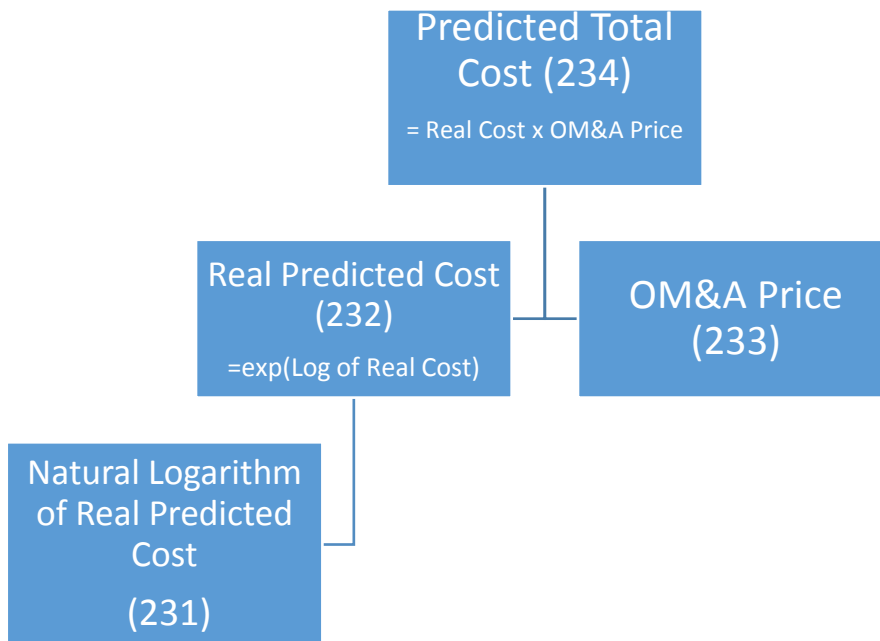 Predicted Total
Cost (234)
= Real Cost x OM&A Price
Real Predicted Cost
(232)
=exp(Log of Real Cost)
OM&A Price
(233)
Natural Logarithm
of Real Predicted
Cost
(231)